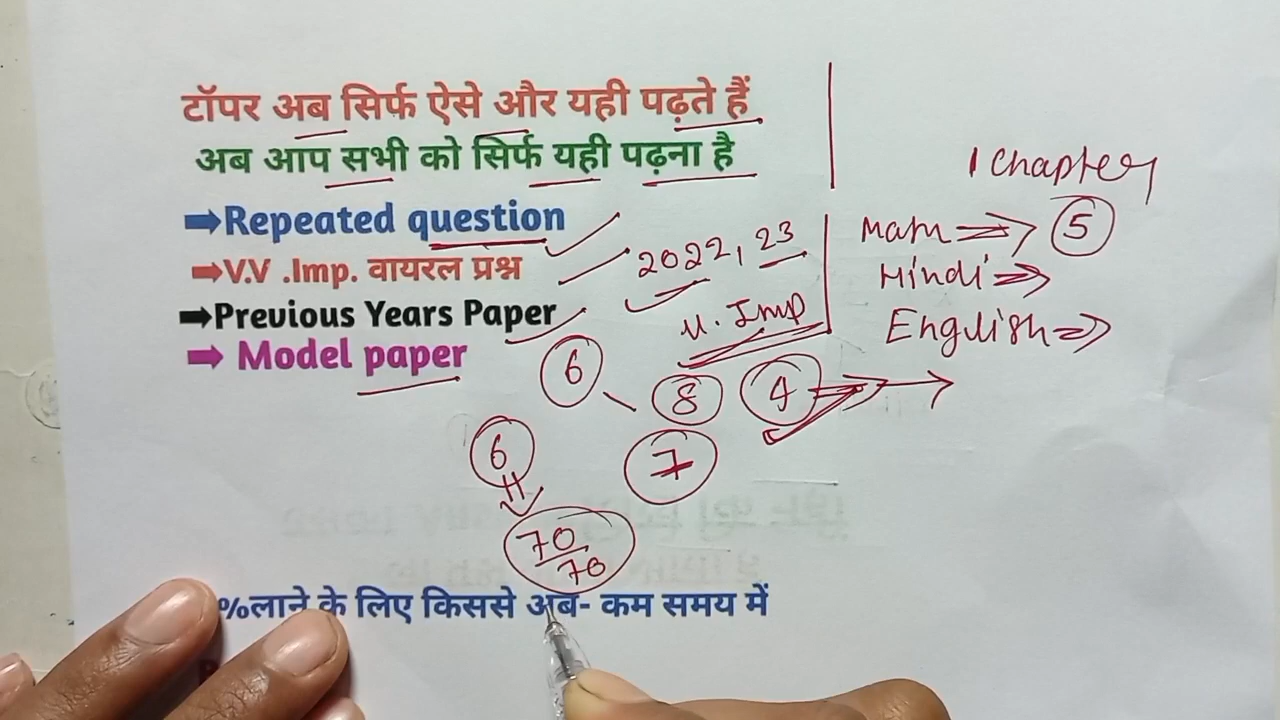 टॉपर अब सिर्फ ऐसे और यही पढ़ते हैं
अब आप सभी को सिर्फ यही पढ़ना है
➡Repeated question
➡V.V .Imp. वायरल प्रश्न
➡Previous Years Paper
➡ Model paper
2022, 23
V. Imp
1 Chapter
Math ⇒ 5
Hindi ⇒
English ⇒
6
8
4
6
7
70/70
%लाने के लिए किससे अब- कम समय में